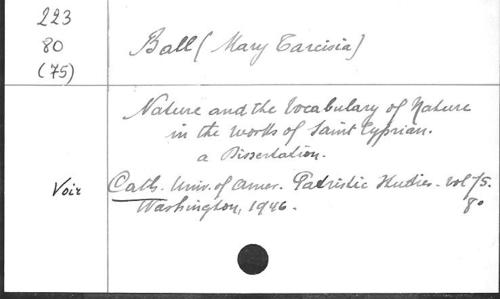 223
80
(75)
Ball (Mary Tarcisia)
Nature and the Vocabulary of Nature
in the works of Saint Cyprian.
a Dissertation.
Voir Cath. Univ. of Amer. Patristic Studies. vol 75.
Washington, 1946. 8º